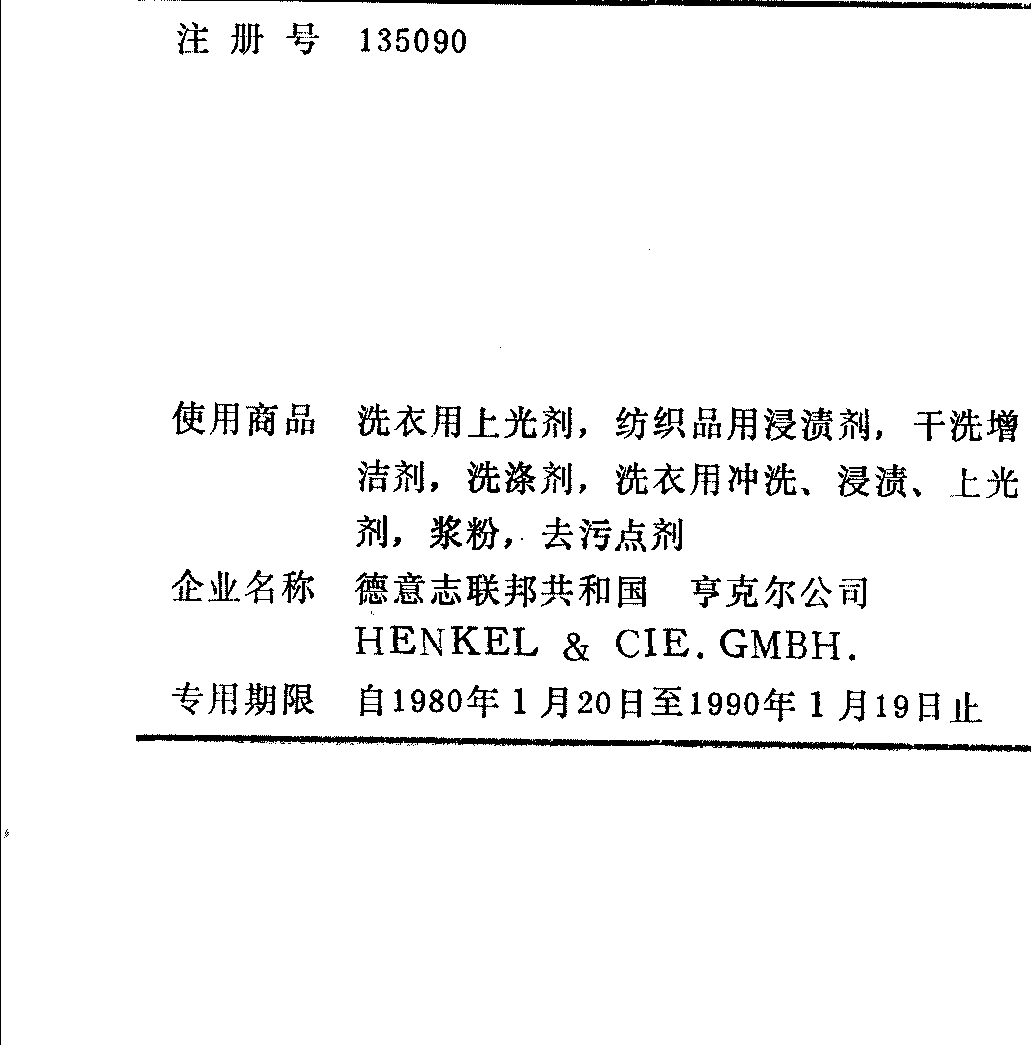 注册号 135090
使用商品 洗衣用上光剂，纺织品用浸渍剂，干洗增
洁剂，洗涤剂，洗衣用冲洗、浸渍、上光
剂，浆粉，去污点剂
企业名称 德意志联邦共和国 亨克尔公司
HENKEL & CIE. GMBH.
专用期限 自1980年1月20日至1990年1月19日止